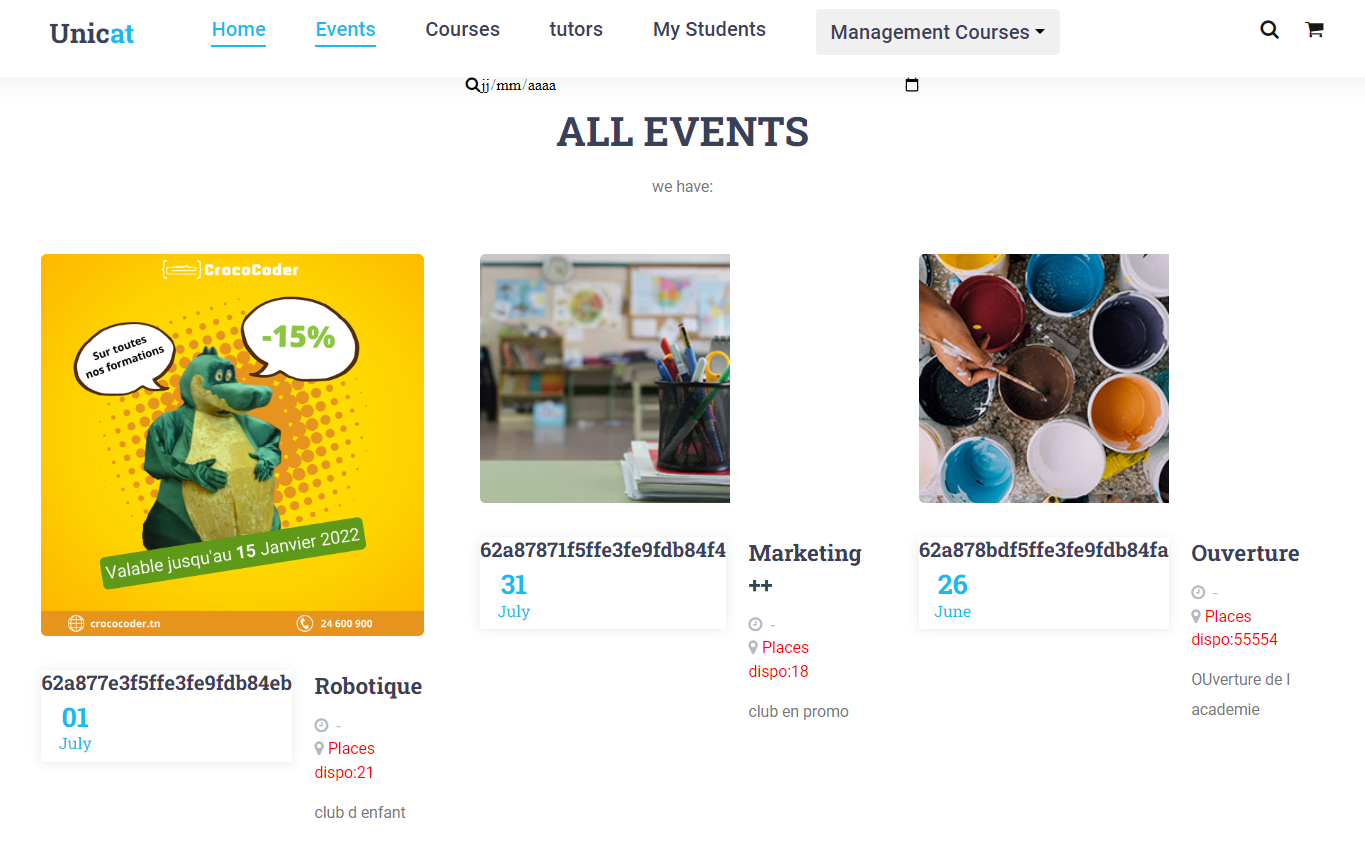 Unicat
Home
Events
Courses
tutors
My Students
Management Courses
jj/mm/aaaa
ALL EVENTS
we have:
CrocoCoder
Sur toutes
nos formations
-15%
Valable jusqu'au 15 Janvier 2022
crococoder.tn
24 600 900
62a877e3f5ffe3fe9fdb84eb
01
July
Robotique
-
Places
dispo:21
club d enfant
62a87871f5ffe3fe9fdb84f4
31
July
Marketing
++
-
Places
dispo:18
club en promo
62a878bdf5ffe3fe9fdb84fa
26
June
Ouverture
-
Places
dispo:55554
OUverture de l
academie